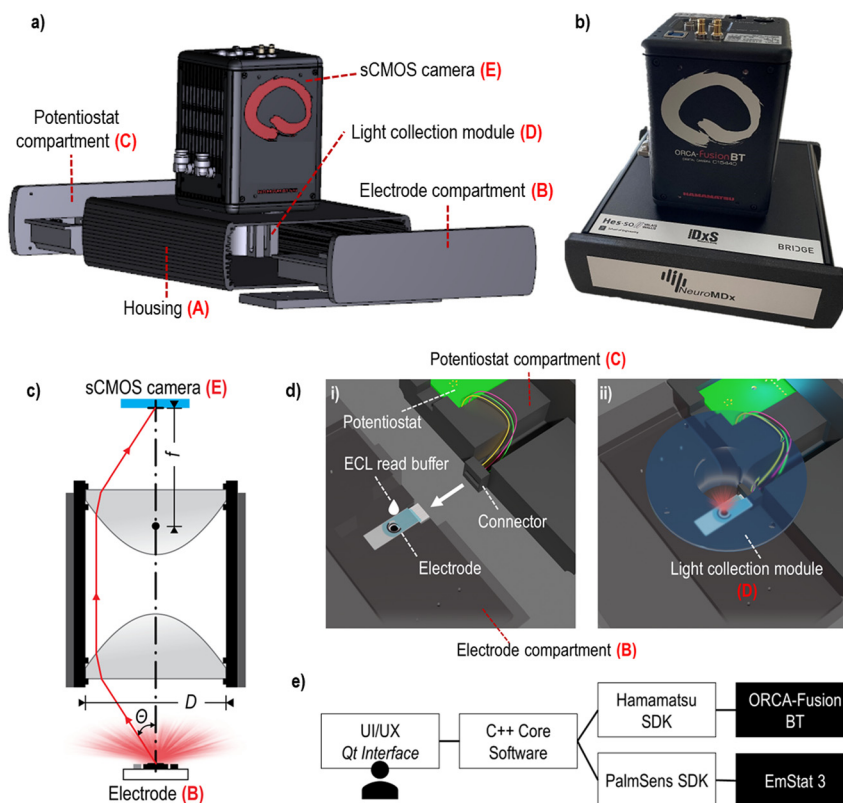 a)
sCMOS camera (E)
Potentiostat
compartment (C)
Light collection module (D)
Electrode compartment (B)
Housing (A)
b)
ORCA-FusionBT
HAMAMATSU
Hes·so
IDxS
BRIDGE
NeuroMDx
c)
sCMOS camera (E)
f
D
Θ
Electrode (B)
d)
Potentiostat compartment (C)
i)
Potentiostat
ECL read buffer
Connector
Electrode
Electrode compartment (B)
ii)
Light collection module
(D)
e)
UI/UX
Qt Interface
C++ Core
Software
Hamamatsu
SDK
ORCA-Fusion
BT
PalmSens SDK
EmStat 3